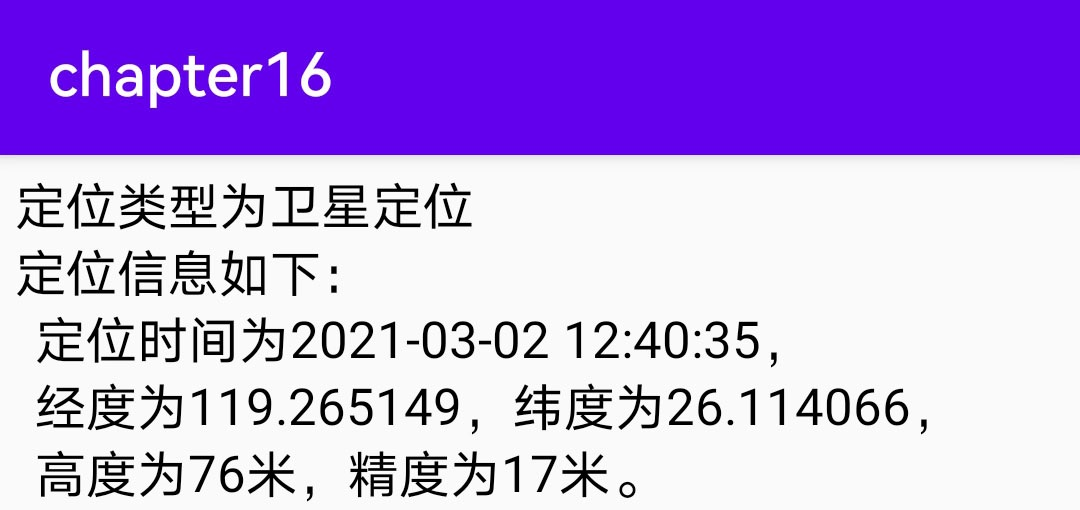 chapter16
定位类型为卫星定位
定位信息如下：
定位时间为2021-03-02 12:40:35，
经度为119.265149，纬度为26.114066，
高度为76米，精度为17米。